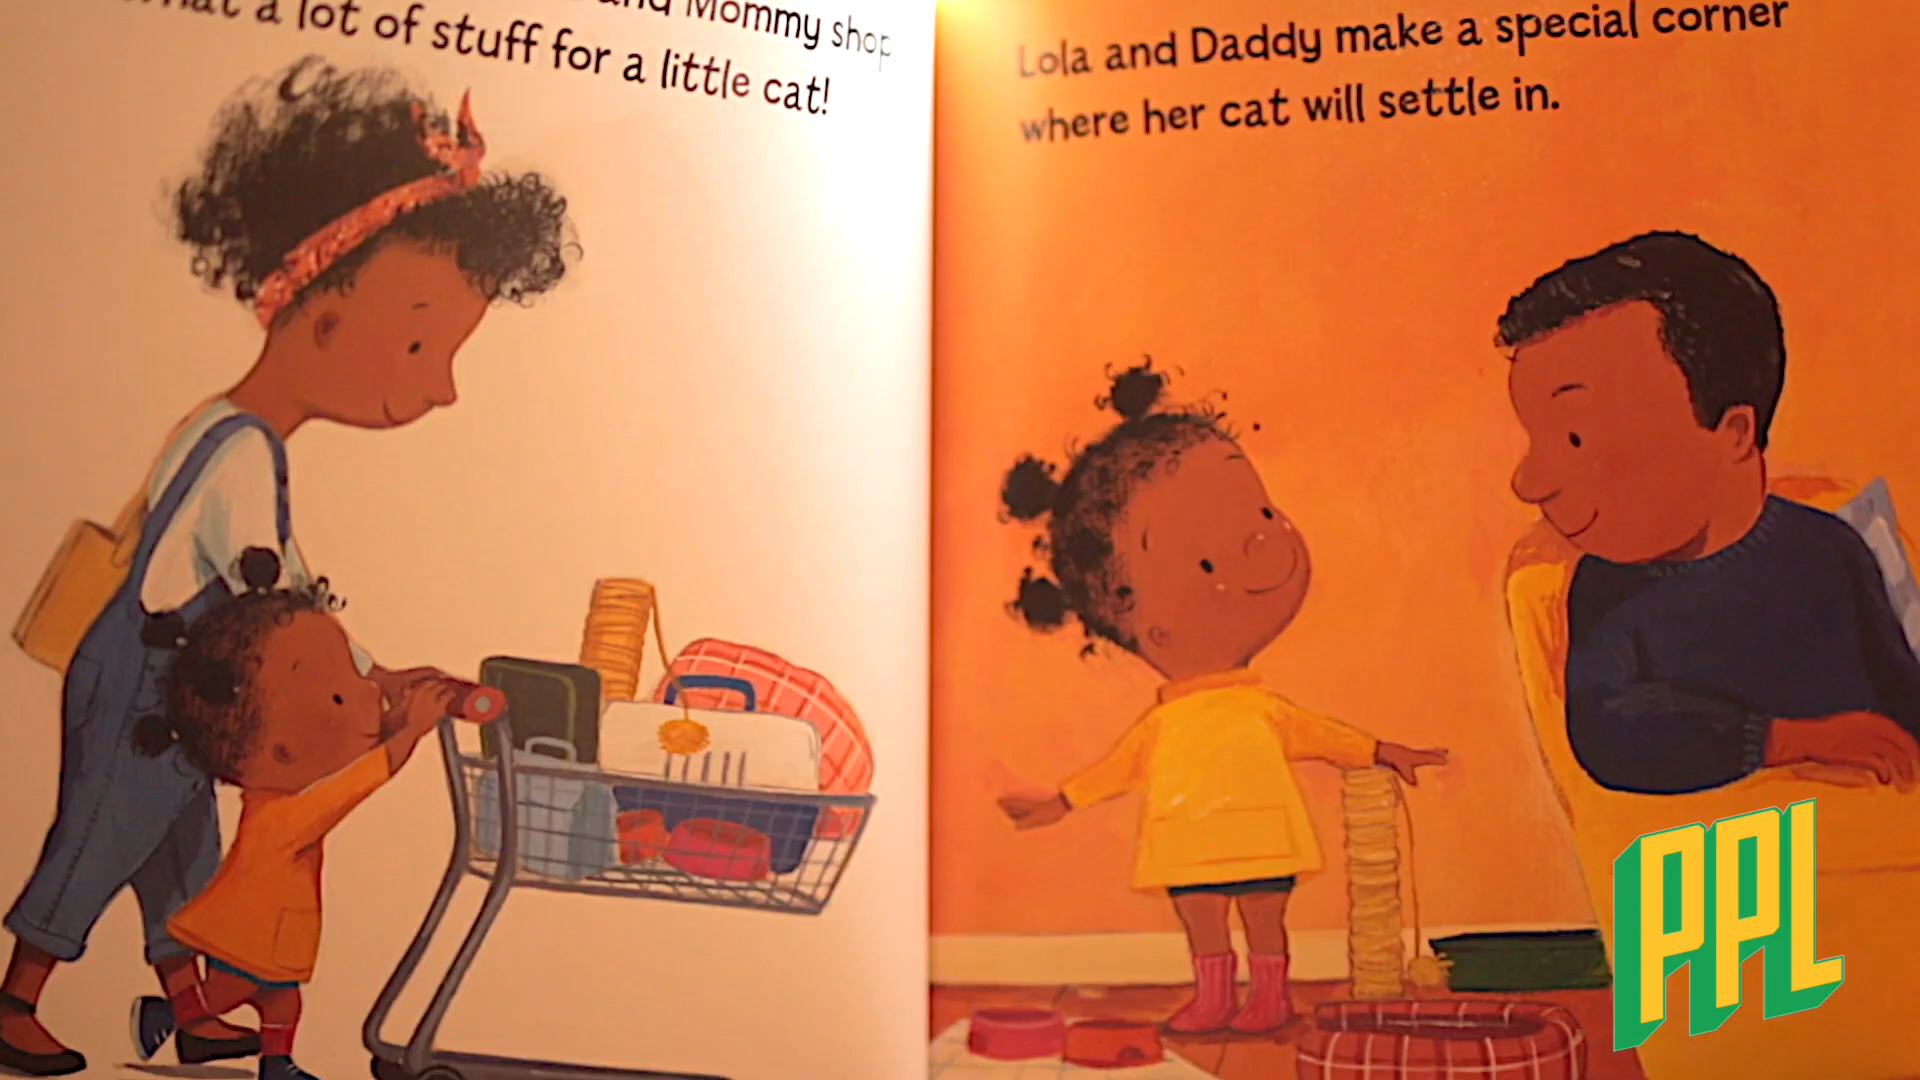 and Mommy shop
a lot of stuff for a little cat!
Lola and Daddy make a special corner
where her cat will settle in.
PPL